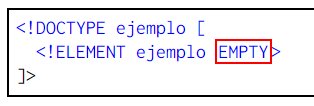 <!DOCTYPE ejemplo [
<!ELEMENT ejemplo EMPTY>
]>